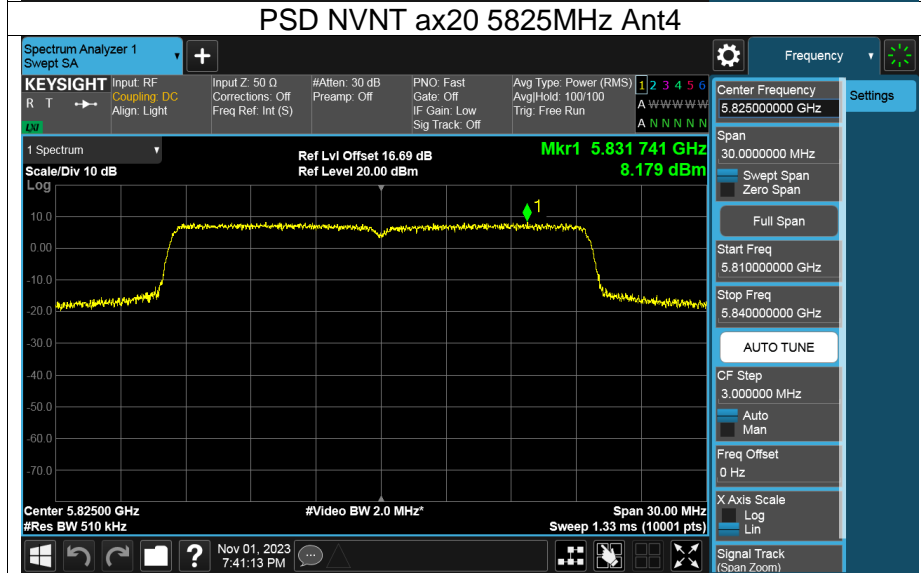 PSD NVNT ax20 5825MHz Ant4
Spectrum Analyzer 1
Swept SA
+
Frequency
KEYSIGHT
R T
LXI
Input: RF
Coupling: DC
Align: Light
Input Z: 50 Ω
Corrections: Off
Freq Ref: Int (S)
#Atten: 30 dB
Preamp: Off
PNO: Fast
Gate: Off
IF Gain: Low
Sig Track: Off
Avg Type: Power (RMS)
Avg|Hold: 100/100
Trig: Free Run
1 2 3 4 5 6
A W W W W W
A N N N N N
1 Spectrum
Scale/Div 10 dB
Log
Ref Lvl Offset 16.69 dB
Ref Level 20.00 dBm
Mkr1 5.831 741 GHz
8.179 dBm
1
10.0
0.00
-10.0
-20.0
-30.0
-40.0
-50.0
-60.0
-70.0
Center 5.82500 GHz
#Res BW 510 kHz
#Video BW 2.0 MHz*
Span 30.00 MHz
Sweep 1.33 ms (10001 pts)
?
Nov 01, 2023
7:41:13 PM
Center Frequency
5.825000000 GHz
Span
30.0000000 MHz
Swept Span
Zero Span
Full Span
Start Freq
5.810000000 GHz
Stop Freq
5.840000000 GHz
AUTO TUNE
CF Step
3.000000 MHz
Auto
Man
Freq Offset
0 Hz
X Axis Scale
Log
Lin
Signal Track
(Span Zoom)
Settings